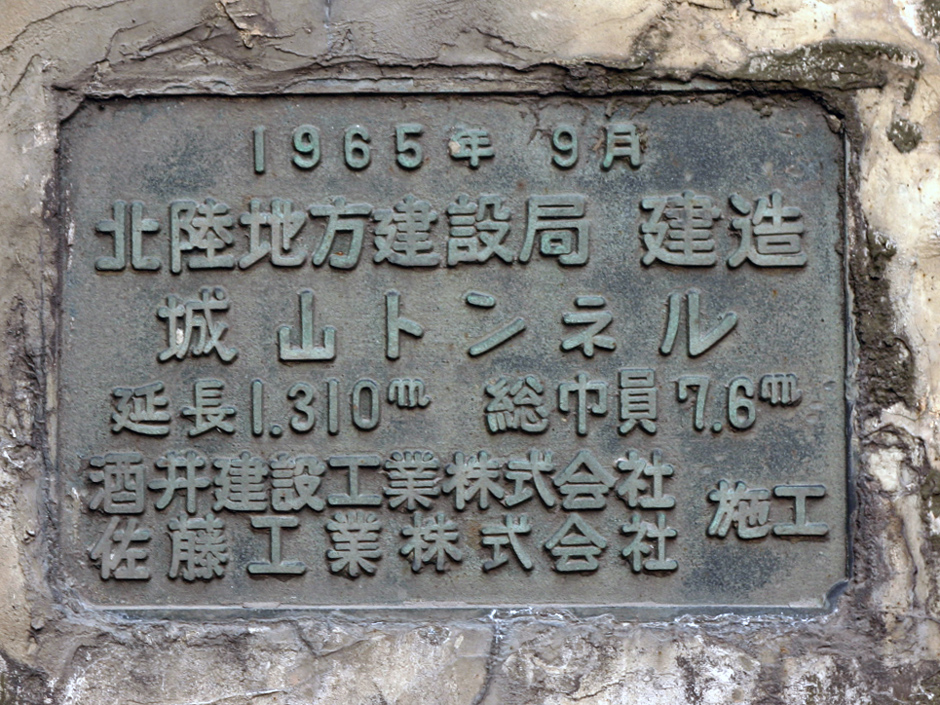 1965年 9月
北陸地方建設局 建造
城山トンネル
延長1.310m 総巾員7.6m
酒井建設工業株式会社
佐藤工業株式会社
施工